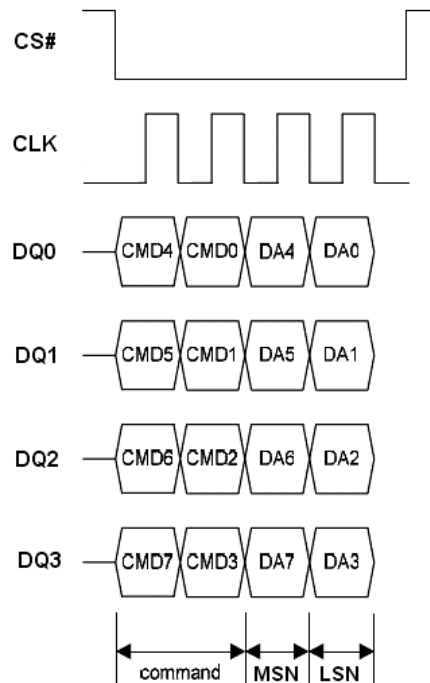 CS#
CLK
DQ0 CMD4 CMD0 DA4 DA0
DQ1 CMD5 CMD1 DA5 DA1
DQ2 CMD6 CMD2 DA6 DA2
DQ3 CMD7 CMD3 DA7 DA3
command MSN LSN